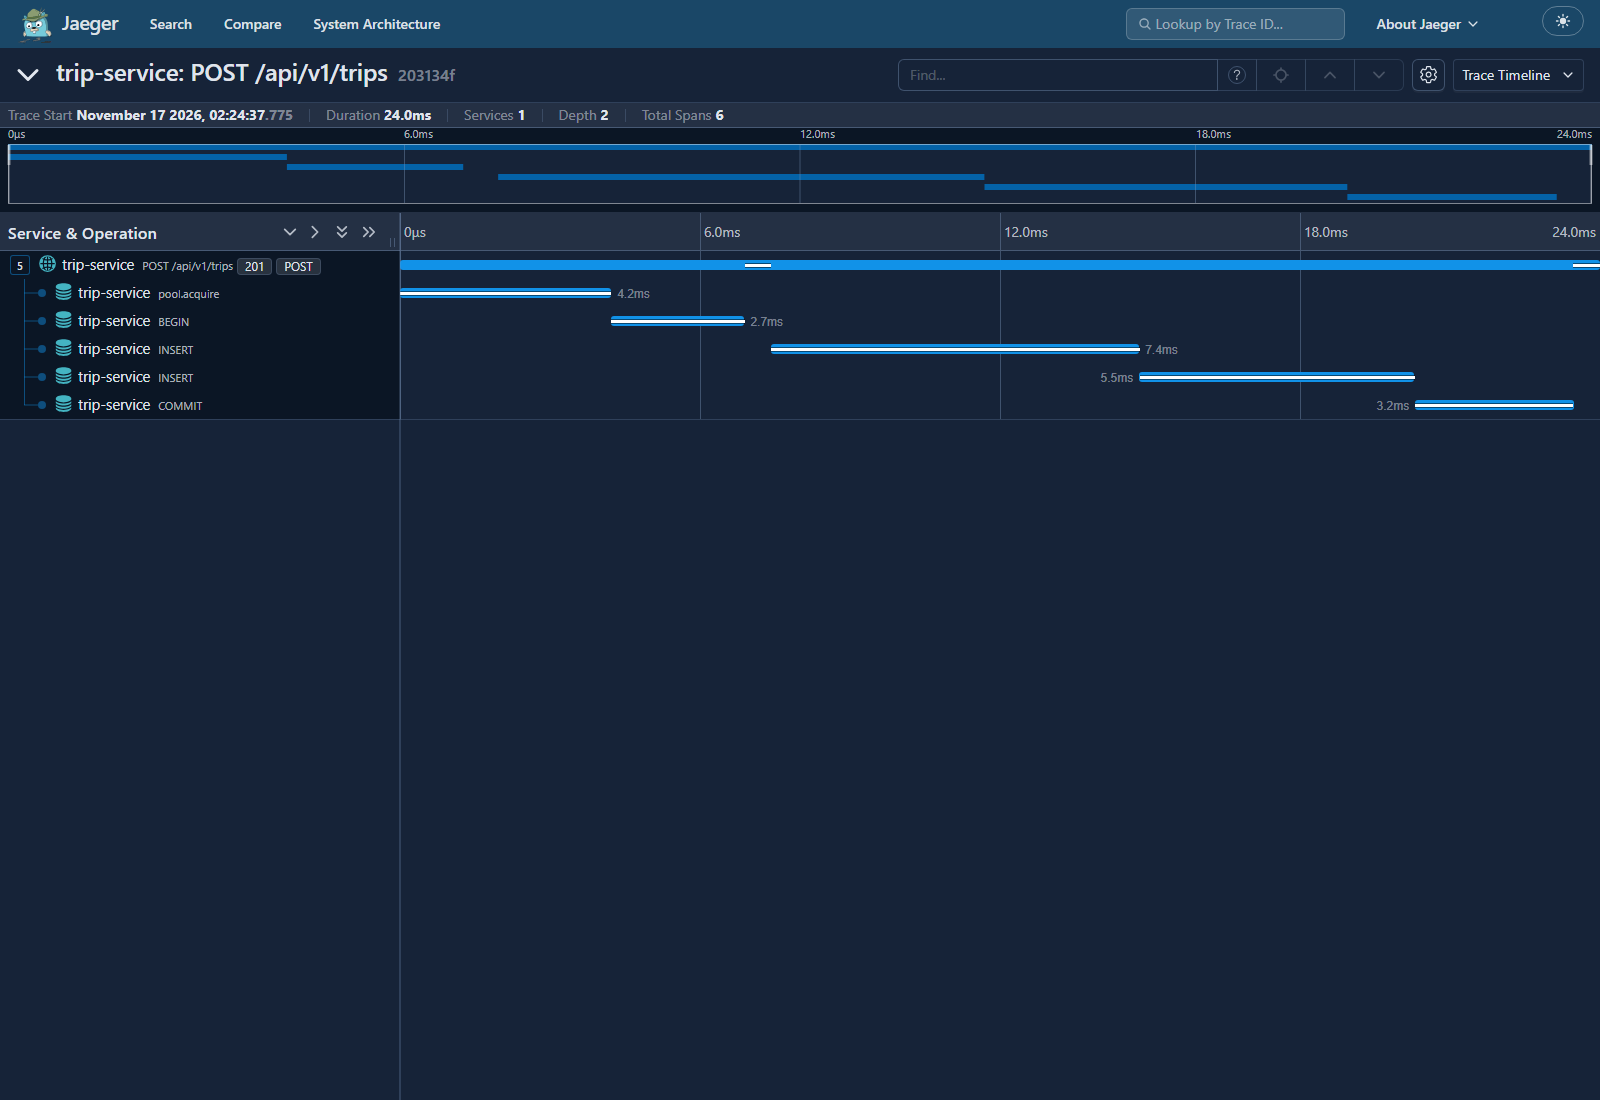 Jaeger Search Compare System Architecture Lookup by Trace ID... About Jaeger
trip-service: POST /api/v1/trips 203134f Find... ? Trace Timeline
Trace Start November 17 2026, 02:24:37.775 Duration 24.0ms Services 1 Depth 2 Total Spans 6
0μs 6.0ms 12.0ms 18.0ms 24.0ms
Service & Operation 0μs 6.0ms 12.0ms 18.0ms 24.0ms
5 trip-service POST /api/v1/trips 201 POST
trip-service pool.acquire 4.2ms
trip-service BEGIN 2.7ms
trip-service INSERT 7.4ms
trip-service INSERT 5.5ms
trip-service COMMIT 3.2ms